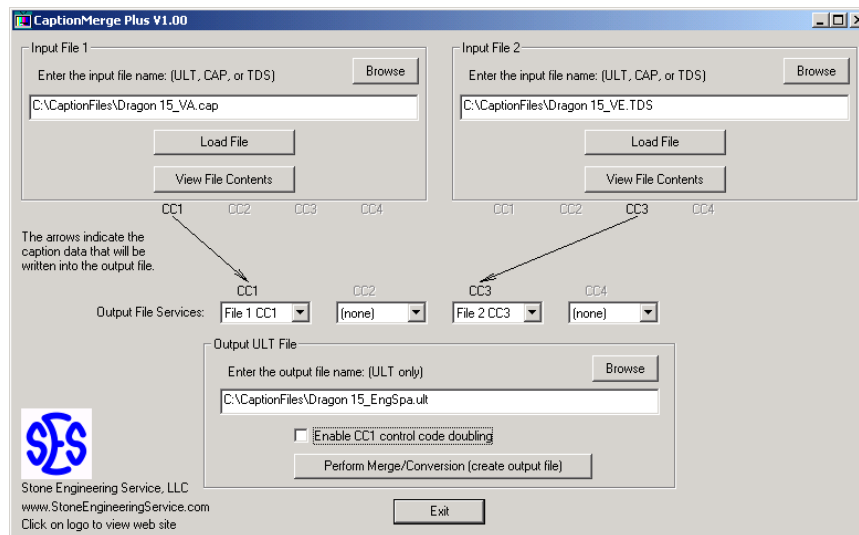 CaptionMerge Plus V1.00
Input File 1
Enter the input file name: (ULT, CAP, or TDS)
Browse
C:\CaptionFiles\Dragon 15_VA.cap
Load File
View File Contents
CC1 CC2 CC3 CC4
Input File 2
Enter the input file name: (ULT, CAP, or TDS)
Browse
C:\CaptionFiles\Dragon 15_VE.TDS
Load File
View File Contents
CC1 CC2 CC3 CC4
The arrows indicate the
caption data that will be
written into the output file.
CC1 CC2 CC3 CC4
Output File Services: File 1 CC1 (none) File 2 CC3 (none)
Output ULT File
Enter the output file name: (ULT only)
Browse
C:\CaptionFiles\Dragon 15_EngSpa.ult
Enable CC1 control code doubling
Perform Merge/Conversion (create output file)
SES
Stone Engineering Service, LLC
www.StoneEngineeringService.com
Click on logo to view web site
Exit